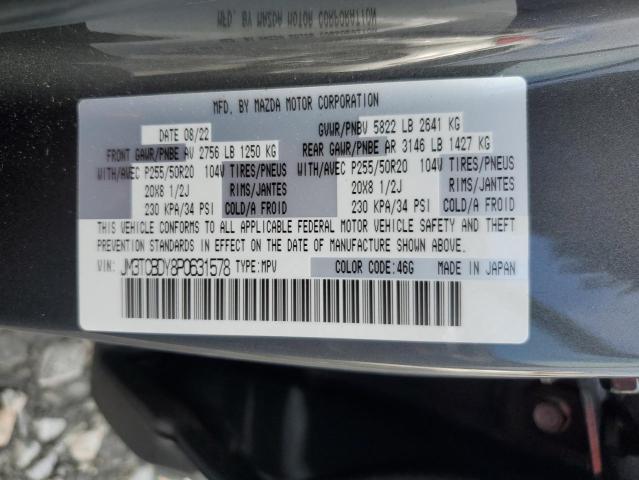 MFD. BY MAZDA MOTOR CORPORATION
DATE 08/22
GVWR/PNBV 5822 LB 2641 KG
FRONT GAWR/PNBE AV 2756 LB 1250 KG
REAR GAWR/PNBE AR 3146 LB 1427 KG
WITH/AVEC P255/50R20 104V TIRES/PNEUS
WITH/AVEC P255/50R20 104V TIRES/PNEUS
20X8 1/2J RIMS/JANTES
20X8 1/2J RIMS/JANTES
230 KPA/34 PSI COLD/A FROID
230 KPA/34 PSI COLD/A FROID
THIS VEHICLE CONFORMS TO ALL APPLICABLE FEDERAL MOTOR VEHICLE SAFETY AND THEFT
PREVENTION STANDARDS IN EFFECT ON THE DATE OF MANUFACTURE SHOWN ABOVE.
VIN: JM3TCBDY8P0631578 TYPE:MPV COLOR CODE:46G MADE IN JAPAN